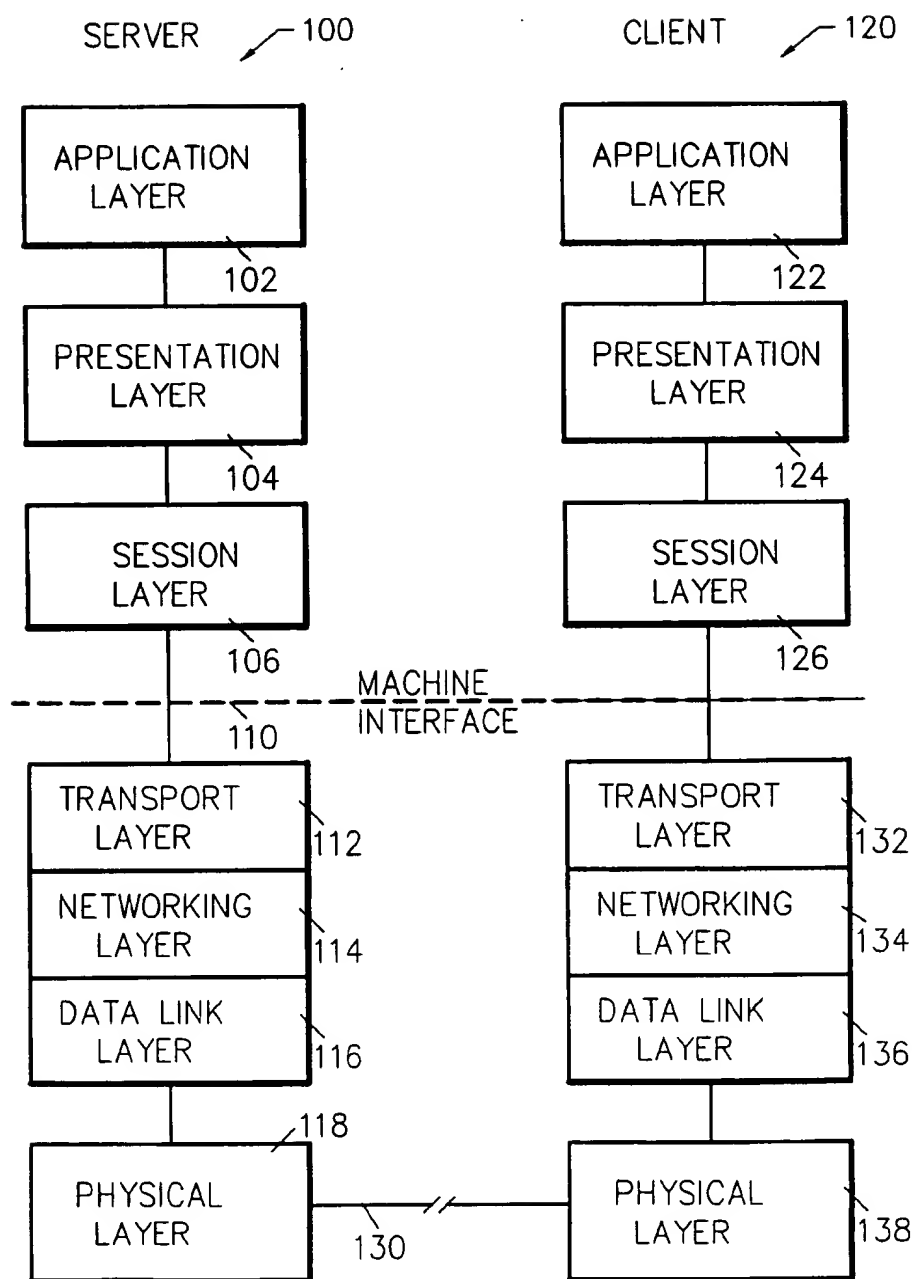 SERVER
100
CLIENT
120
APPLICATION
LAYER
102
APPLICATION
LAYER
122
PRESENTATION
LAYER
104
PRESENTATION
LAYER
124
SESSION
LAYER
106
SESSION
LAYER
126
MACHINE
INTERFACE
110
TRANSPORT
LAYER
112
TRANSPORT
LAYER
132
NETWORKING
LAYER
114
NETWORKING
LAYER
134
DATA LINK
LAYER
116
DATA LINK
LAYER
136
118
PHYSICAL
LAYER
130
PHYSICAL
LAYER
138